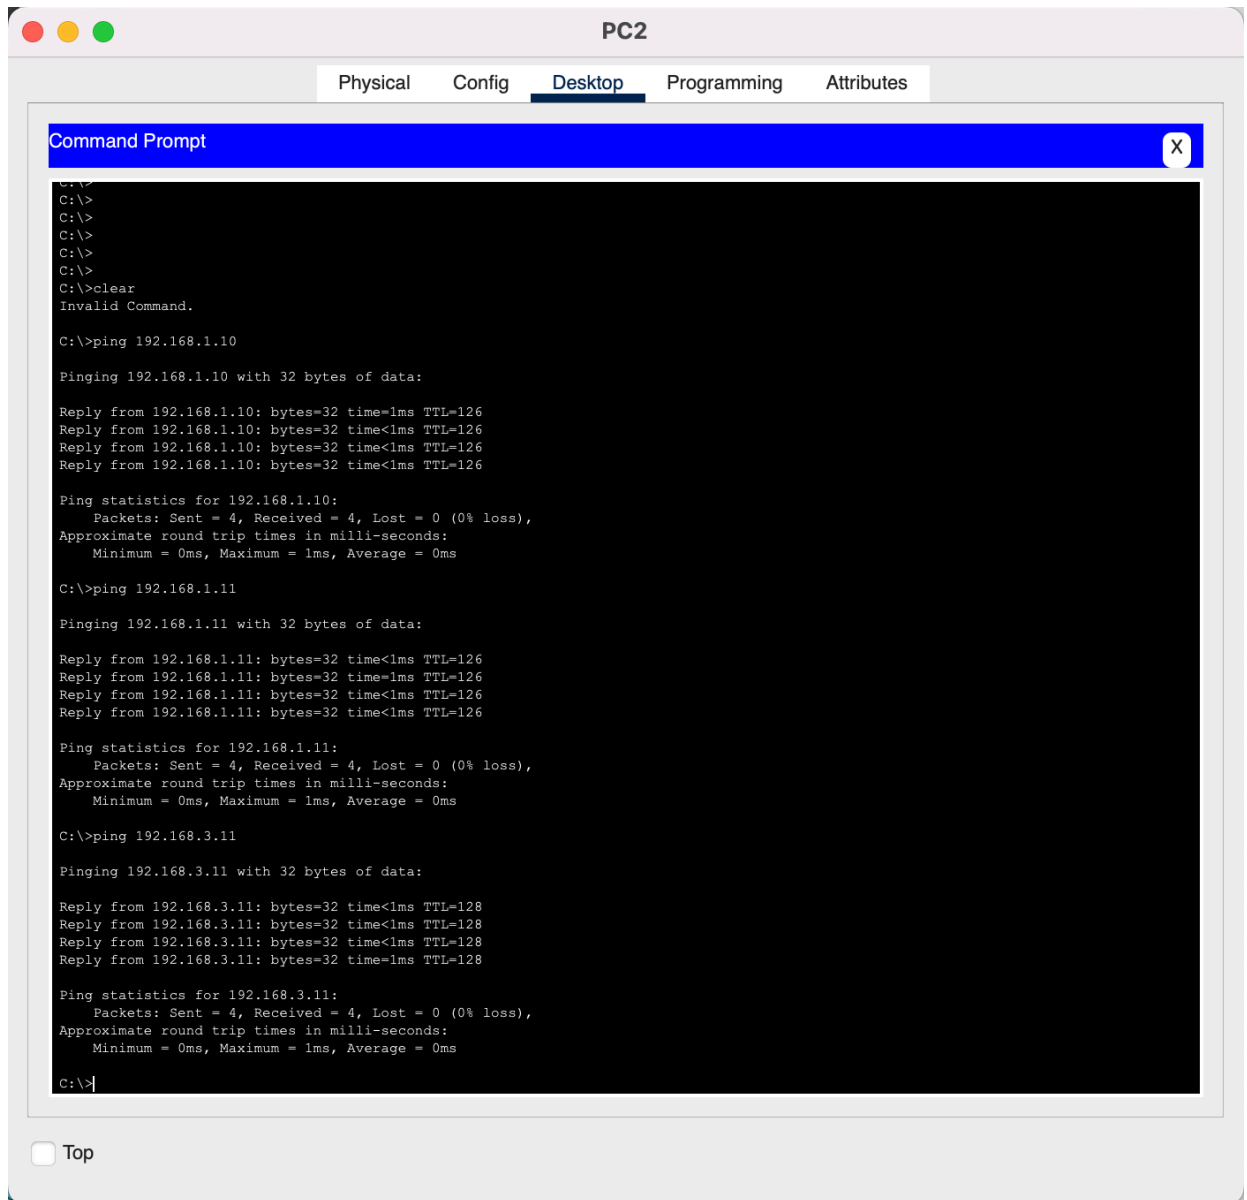 PC2
Physical Config Desktop Programming Attributes
Command Prompt
X
C:\>
C:\>
C:\>
C:\>
C:\>
C:\>
C:\>clear
Invalid Command.
C:\>ping 192.168.1.10
Pinging 192.168.1.10 with 32 bytes of data:
Reply from 192.168.1.10: bytes=32 time=1ms TTL=126
Reply from 192.168.1.10: bytes=32 time<1ms TTL=126
Reply from 192.168.1.10: bytes=32 time<1ms TTL=126
Reply from 192.168.1.10: bytes=32 time<1ms TTL=126
Ping statistics for 192.168.1.10:
Packets: Sent = 4, Received = 4, Lost = 0 (0% loss),
Approximate round trip times in milli-seconds:
Minimum = 0ms, Maximum = 1ms, Average = 0ms
C:\>ping 192.168.1.11
Pinging 192.168.1.11 with 32 bytes of data:
Reply from 192.168.1.11: bytes=32 time<1ms TTL=126
Reply from 192.168.1.11: bytes=32 time=1ms TTL=126
Reply from 192.168.1.11: bytes=32 time<1ms TTL=126
Reply from 192.168.1.11: bytes=32 time<1ms TTL=126
Ping statistics for 192.168.1.11:
Packets: Sent = 4, Received = 4, Lost = 0 (0% loss),
Approximate round trip times in milli-seconds:
Minimum = 0ms, Maximum = 1ms, Average = 0ms
C:\>ping 192.168.3.11
Pinging 192.168.3.11 with 32 bytes of data:
Reply from 192.168.3.11: bytes=32 time<1ms TTL=128
Reply from 192.168.3.11: bytes=32 time<1ms TTL=128
Reply from 192.168.3.11: bytes=32 time<1ms TTL=128
Reply from 192.168.3.11: bytes=32 time=1ms TTL=128
Ping statistics for 192.168.3.11:
Packets: Sent = 4, Received = 4, Lost = 0 (0% loss),
Approximate round trip times in milli-seconds:
Minimum = 0ms, Maximum = 1ms, Average = 0ms
C:\>
Top